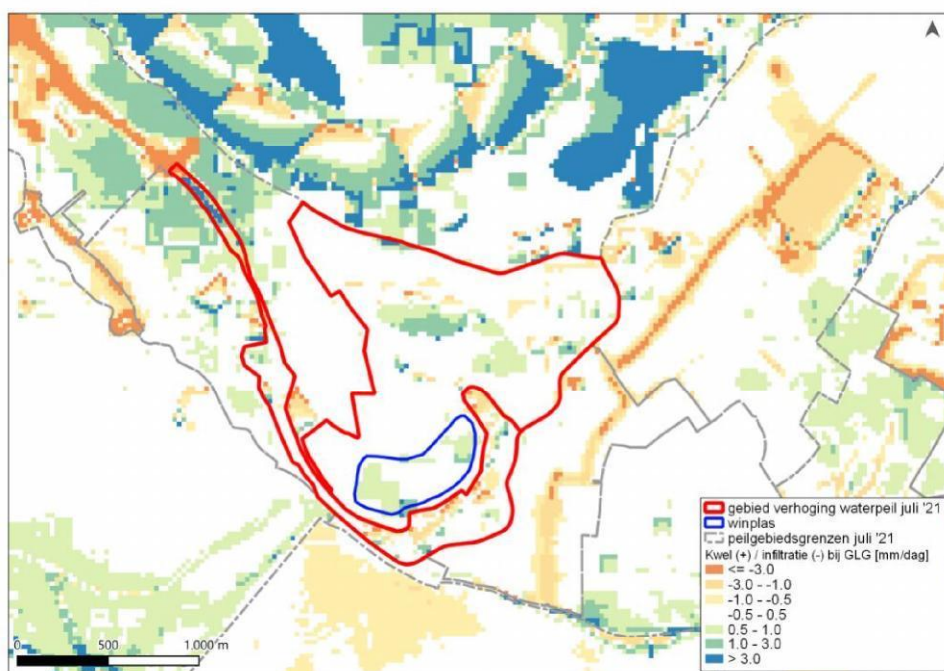 gebied verhoging waterpeil juli '21
winplas
peilgebiedsgrenzen juli '21
Kwel (+) / infiltratie (-) bij GLG [mm/dag]
<= -3.0
-3.0 - -1.0
-1.0 - -0.5
-0.5 - 0.5
0.5 - 1.0
1.0 - 3.0
> 3.0
0 500 1.000 m